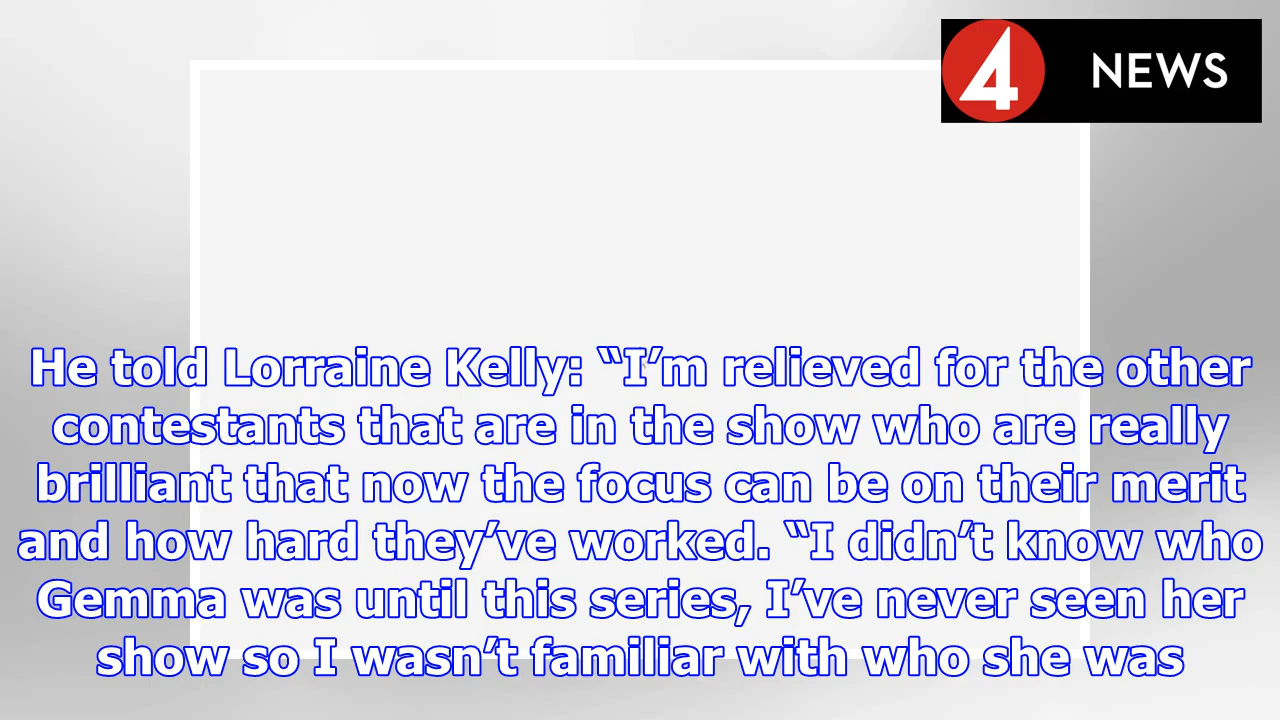 4 NEWS
He told Lorraine Kelly: “I’m relieved for the other
contestants that are in the show who are really
brilliant that now the focus can be on their merit
and how hard they’ve worked. “I didn’t know who
Gemma was until this series, I’ve never seen her
show so I wasn’t familiar with who she was